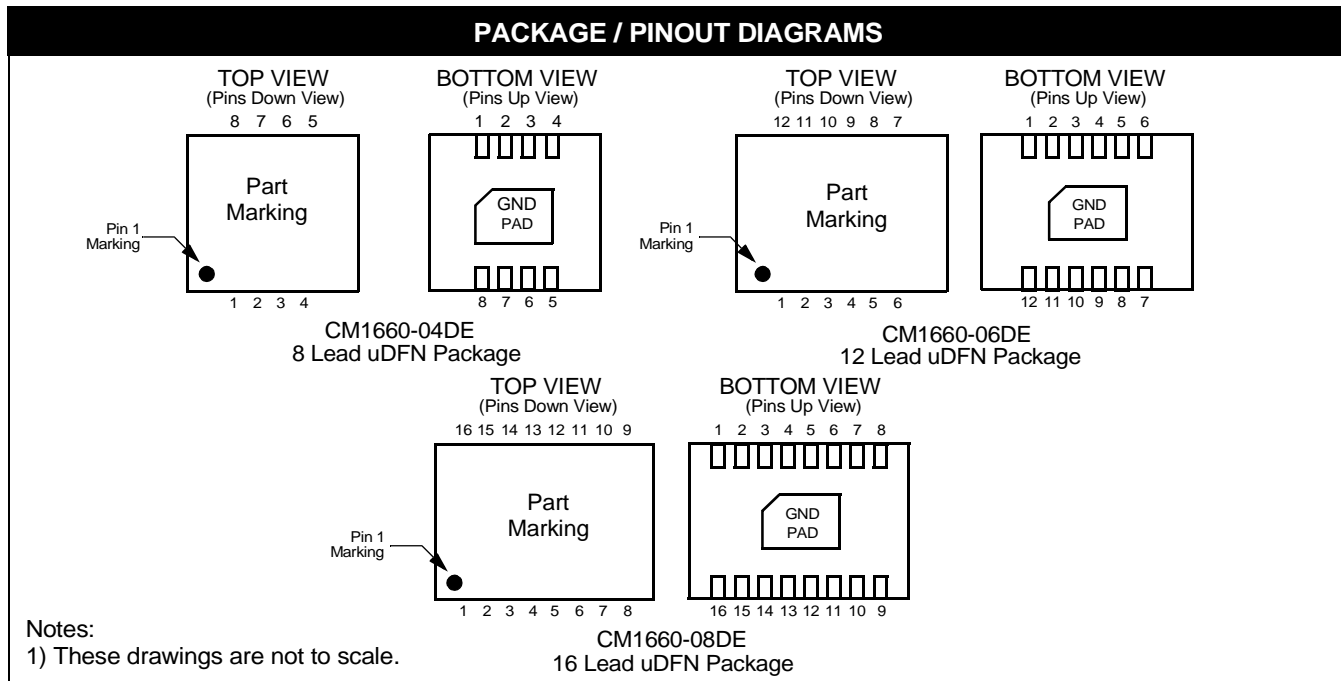 PACKAGE / PINOUT DIAGRAMS
TOP VIEW
(Pins Down View)
8 7 6 5
Part
Marking
Pin 1
Marking
1 2 3 4
BOTTOM VIEW
(Pins Up View)
1 2 3 4
GND
PAD
8 7 6 5
CM1660-04DE
8 Lead uDFN Package
TOP VIEW
(Pins Down View)
12 11 10 9 8 7
Part
Marking
Pin 1
Marking
1 2 3 4 5 6
BOTTOM VIEW
(Pins Up View)
1 2 3 4 5 6
GND
PAD
12 11 10 9 8 7
CM1660-06DE
12 Lead uDFN Package
TOP VIEW
(Pins Down View)
16 15 14 13 12 11 10 9
Part
Marking
Pin 1
Marking
1 2 3 4 5 6 7 8
BOTTOM VIEW
(Pins Up View)
1 2 3 4 5 6 7 8
GND
PAD
16 15 14 13 12 11 10 9
CM1660-08DE
16 Lead uDFN Package
Notes:
1) These drawings are not to scale.